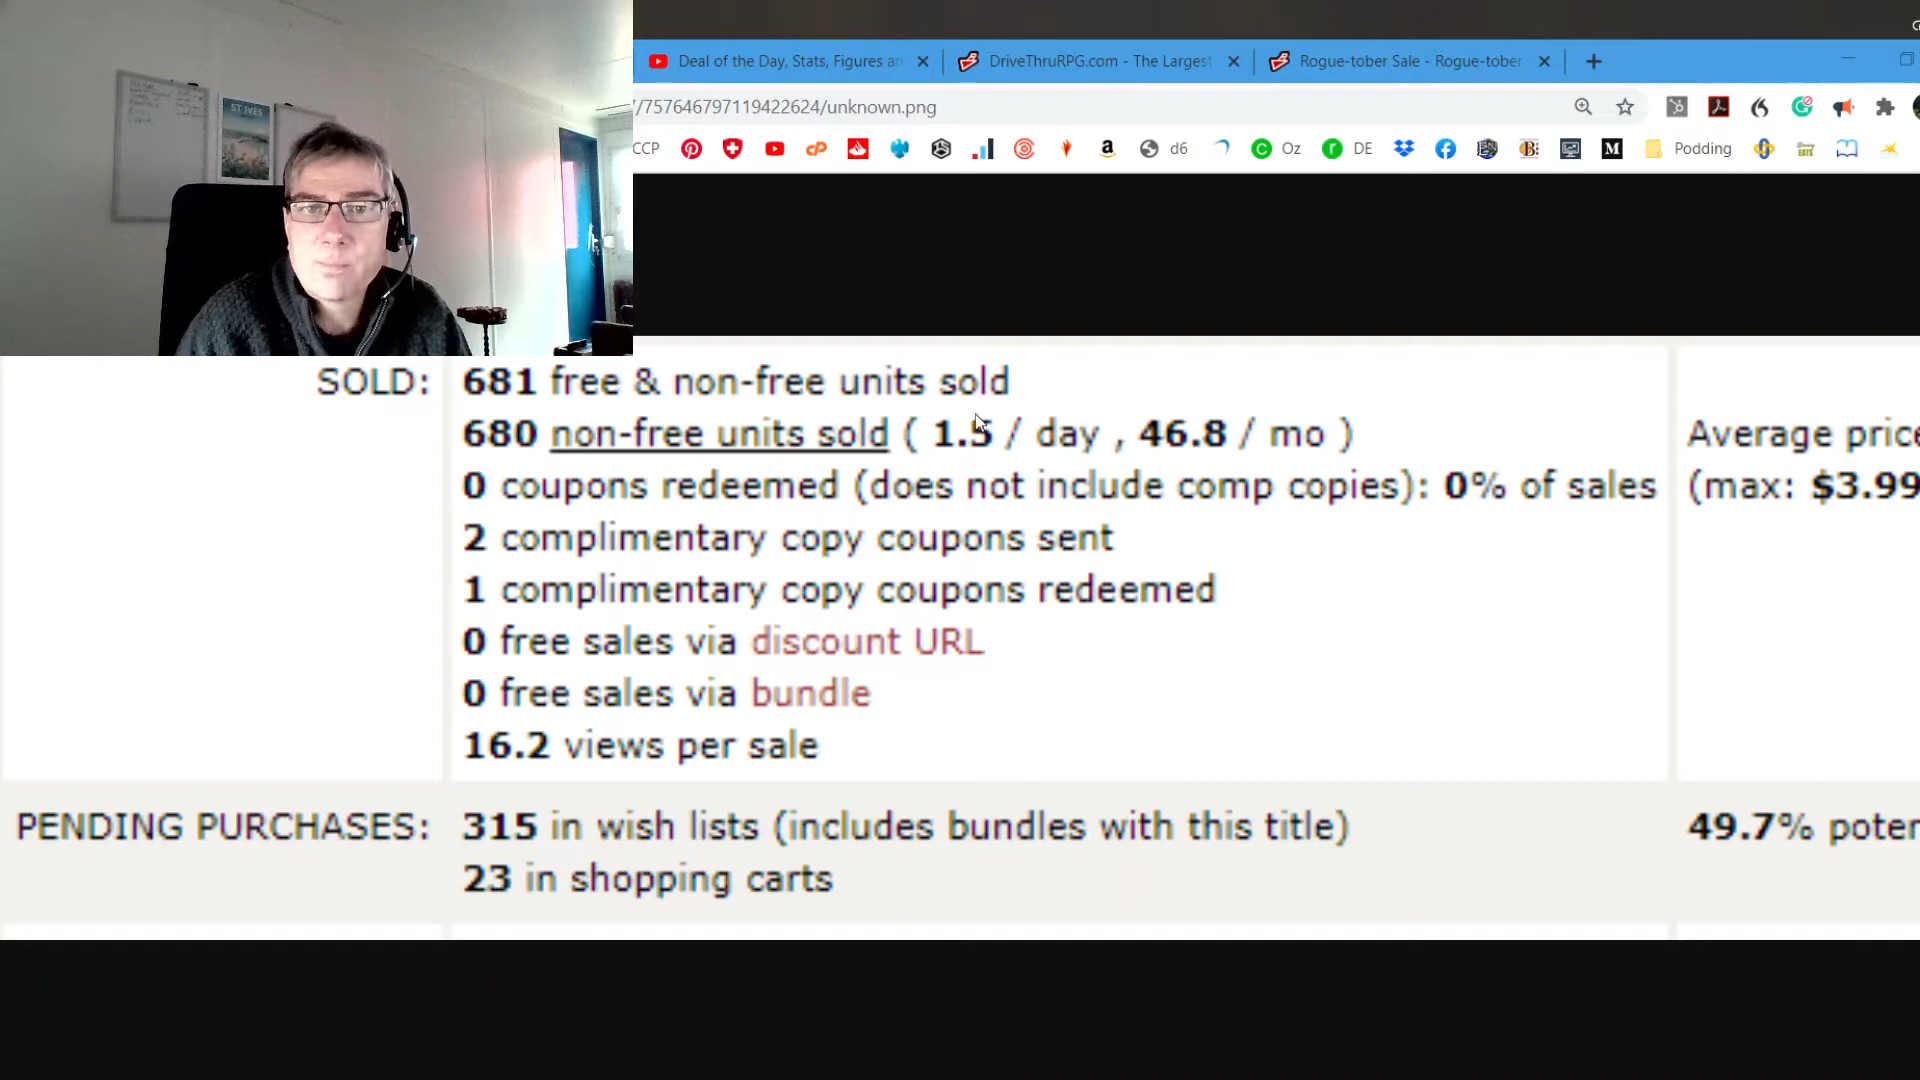 ST IVES
Deal of the Day, Stats, Figures an
DriveThruRPG.com - The Largest
Rogue-tober Sale - Rogue-tober
/757646797119422624/unknown.png
CCP
d6
Oz
DE
Podding
SOLD:
681 free & non-free units sold
680 non-free units sold ( 1.5 / day , 46.8 / mo )
Average price
0 coupons redeemed (does not include comp copies): 0% of sales
(max: $3.99
2 complimentary copy coupons sent
1 complimentary copy coupons redeemed
0 free sales via discount URL
0 free sales via bundle
16.2 views per sale
PENDING PURCHASES:
315 in wish lists (includes bundles with this title)
49.7% poten
23 in shopping carts